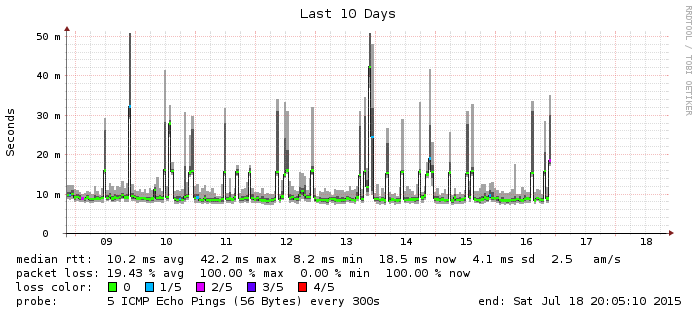 Last 10 Days
RRDTOOL / TOBI OETIKER
Seconds
50 m
40 m
30 m
20 m
10 m
0
09 10 11 12 13 14 15 16 17 18
median rtt: 10.2 ms avg 42.2 ms max 8.2 ms min 18.5 ms now 4.1 ms sd 2.5 am/s
packet loss: 19.43 % avg 100.00 % max 0.00 % min 100.00 % now
loss color: 0 1/5 2/5 3/5 4/5
probe: 5 ICMP Echo Pings (56 Bytes) every 300s end: Sat Jul 18 20:05:10 2015